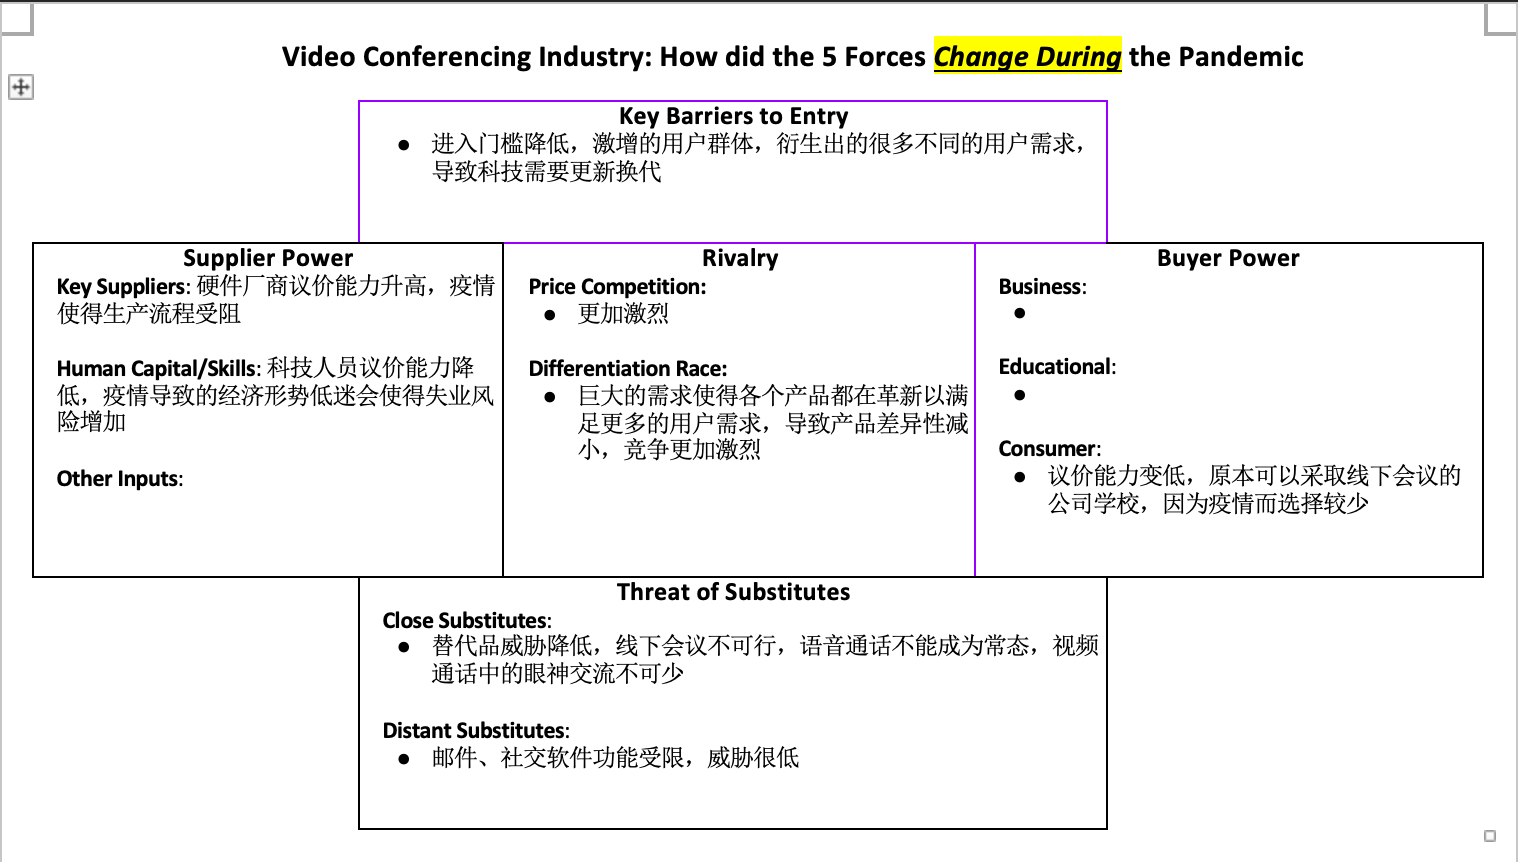 Video Conferencing Industry: How did the 5 Forces Change During the Pandemic
Key Barriers to Entry
● 进入门槛降低，激增的用户群体，衍生出的很多不同的用户需求，
导致科技需要更新换代
Supplier Power
Key Suppliers: 硬件厂商议价能力升高，疫情
使得生产流程受阻
Human Capital/Skills: 科技人员议价能力降
低，疫情导致的经济形势低迷会使得失业风
险增加
Other Inputs:
Rivalry
Price Competition:
● 更加激烈
Differentiation Race:
● 巨大的需求使得各个产品都在革新以满
足更多的用户需求，导致产品差异性减
小，竞争更加激烈
Buyer Power
Business:
●
Educational:
●
Consumer:
● 议价能力变低，原本可以采取线下会议的
公司学校，因为疫情而选择较少
Threat of Substitutes
Close Substitutes:
● 替代品威胁降低，线下会议不可行，语音通话不能成为常态，视频
通话中的眼神交流不可少
Distant Substitutes:
● 邮件、社交软件功能受限，威胁很低